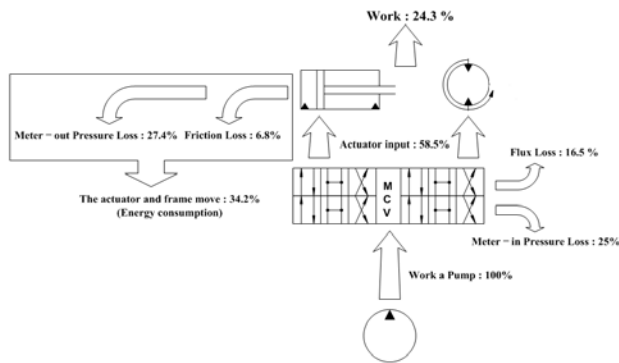 Work : 24.3 %
Meter - out Pressure Loss : 27.4%
Friction Loss : 6.8%
Actuator input : 58.5%
Flux Loss : 16.5 %
The actuator and frame move : 34.2%
(Energy consumption)
M
C
V
Meter - in Pressure Loss : 25%
Work a Pump : 100%